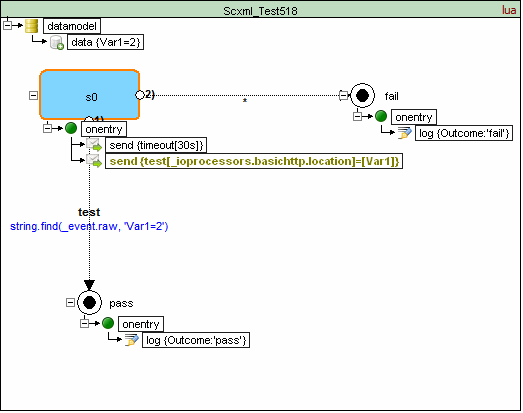 Scxml_Test518
lua
datamodel
data {Var1=2}
s0
2)
*
fail
1)
onentry
onentry
log {Outcome:'fail'}
send {timeout[30s]}
send {test[_ioprocessors.basichttp.location]=[Var1]}
test
string.find(_event.raw, 'Var1=2')
pass
onentry
log {Outcome:'pass'}